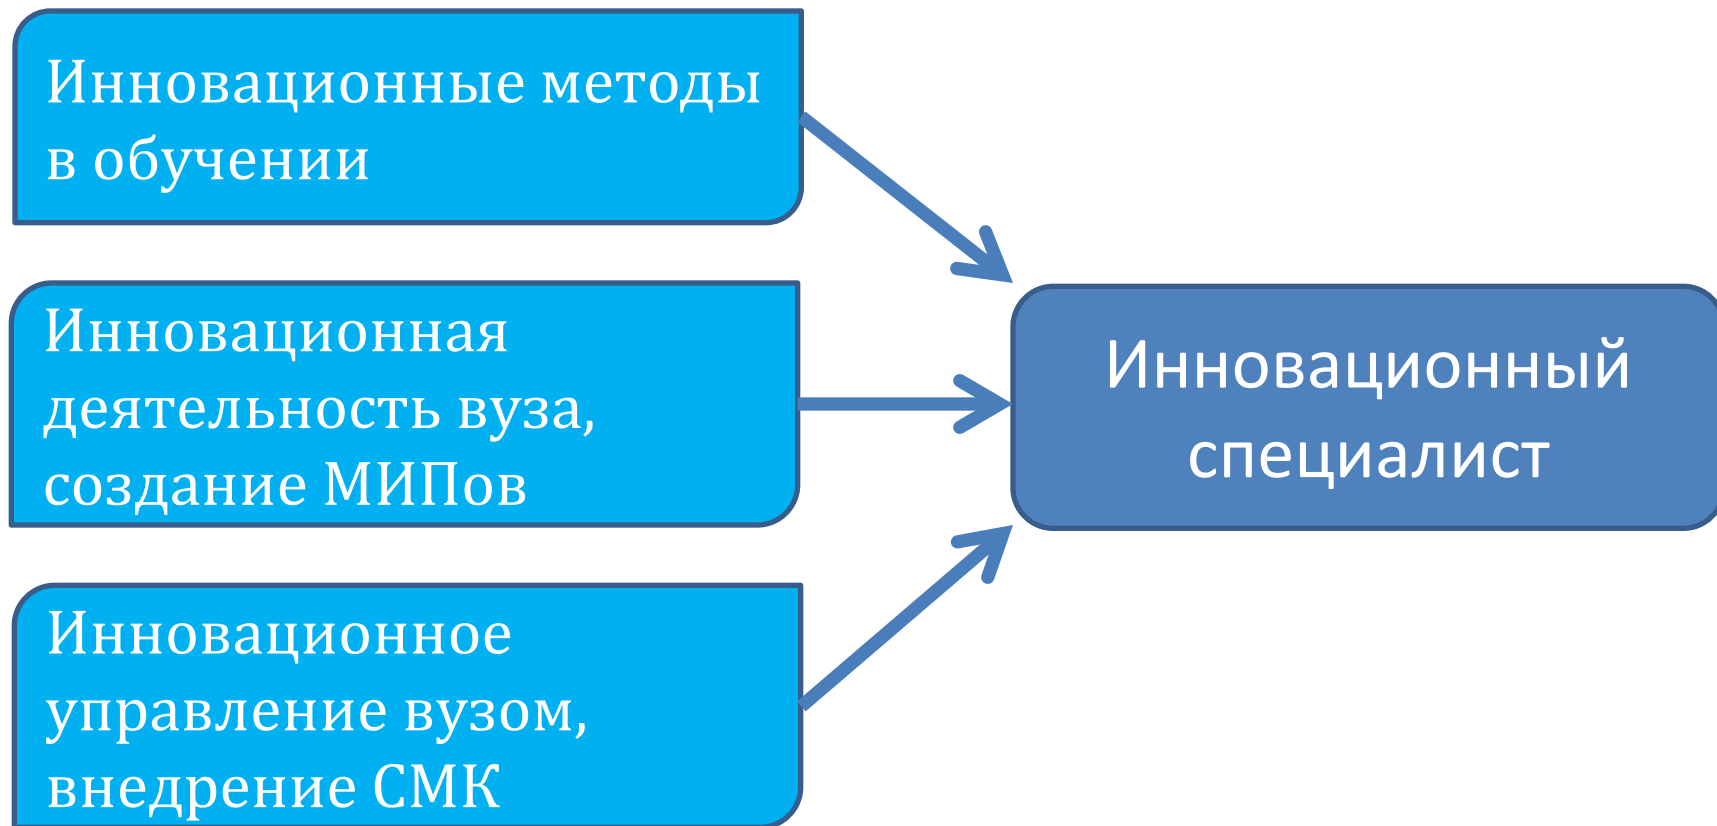 Инновационные методы
в обучении
Инновационная
деятельность вуза,
создание МИПов
Инновационное
управление вузом,
внедрение СМК
Инновационный
специалист